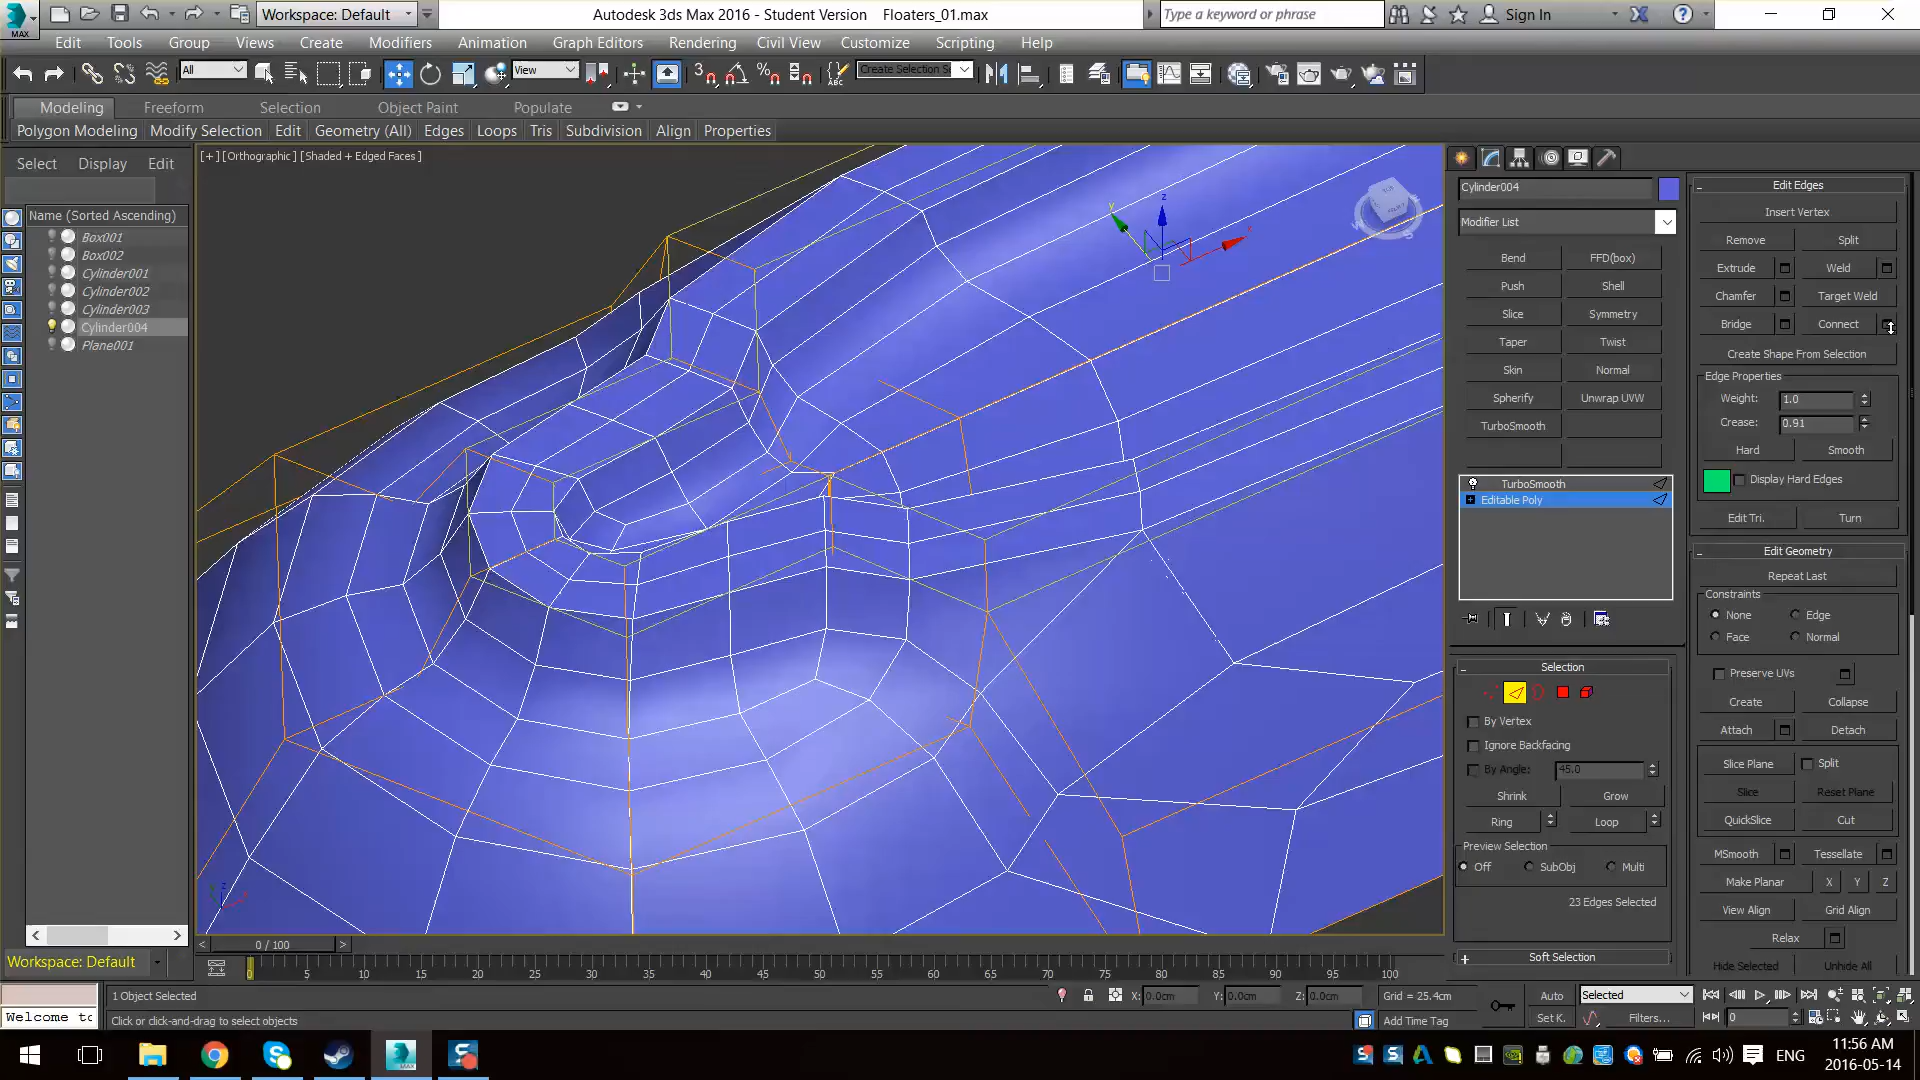 Workspace: Default
Autodesk 3ds Max 2016 - Student Version    Floaters_01.max
Type a keyword or phrase
Sign In
MAX
Edit Tools Group Views Create Modifiers Animation Graph Editors Rendering Civil View Customize Scripting Help
All
View
Create Selection Se
Modeling Freeform Selection Object Paint Populate
Polygon Modeling Modify Selection Edit Geometry (All) Edges Loops Tris Subdivision Align Properties
Select Display Edit
Name (Sorted Ascending)
Box001
Box002
Cylinder001
Cylinder002
Cylinder003
Cylinder004
Plane001
[+] [Orthographic] [Shaded + Edged Faces]
Cylinder004
Modifier List
Bend FFD(box)
Push Shell
Slice Symmetry
Taper Twist
Skin Normal
Spherify Unwrap UVW
TurboSmooth
TurboSmooth
Editable Poly
Selection
By Vertex
Ignore Backfacing
By Angle: 45.0
Shrink Grow
Ring Loop
Preview Selection
Off SubObj Multi
23 Edges Selected
Soft Selection
Edit Edges
Insert Vertex
Remove Split
Extrude Weld
Chamfer Target Weld
Bridge Connect
Create Shape From Selection
Edge Properties
Weight: 1.0
Crease: 0.91
Hard Smooth
Display Hard Edges
Edit Tri. Turn
Edit Geometry
Repeat Last
Constraints
None Edge
Face Normal
Preserve UVs
Create Collapse
Attach Detach
Slice Plane Split
Slice Reset Plane
QuickSlice Cut
MSmooth Tessellate
Make Planar X Y Z
View Align Grid Align
Relax
Hide Selected Unhide All
Workspace: Default
0 / 100
0 5 10 15 20 25 30 35 40 45 50 55 60 65 70 75 80 85 90 95 100
1 Object Selected
X: 0.0cm Y: 0.0cm Z: 0.0cm Grid = 25.4cm
Auto Selected
Welcome to
Click or click-and-drag to select objects
Add Time Tag
Set K. Filters... 0
ENG
11:56 AM
2016-05-14